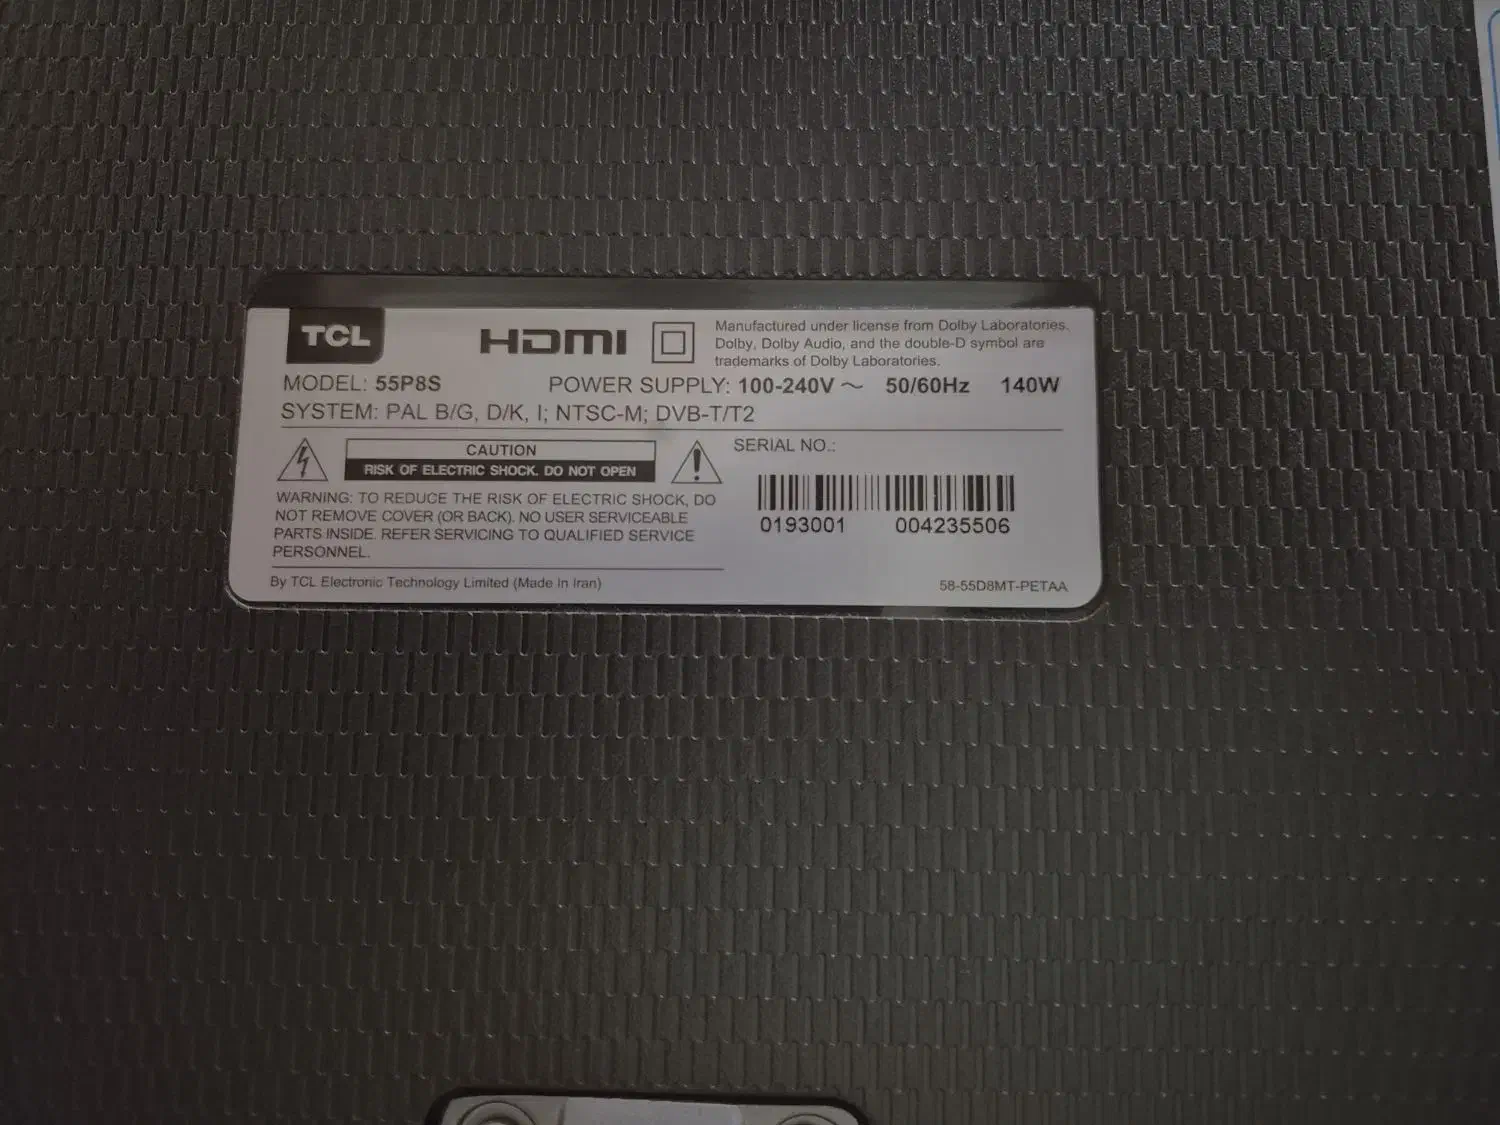 TCL HDMI Manufactured under license from Dolby Laboratories.
Dolby, Dolby Audio, and the double-D symbol are
trademarks of Dolby Laboratories.
MODEL: 55P8S POWER SUPPLY: 100-240V ~ 50/60Hz 140W
SYSTEM: PAL B/G, D/K, I; NTSC-M; DVB-T/T2
CAUTION
RISK OF ELECTRIC SHOCK. DO NOT OPEN
WARNING: TO REDUCE THE RISK OF ELECTRIC SHOCK, DO
NOT REMOVE COVER (OR BACK). NO USER SERVICEABLE
PARTS INSIDE. REFER SERVICING TO QUALIFIED SERVICE
PERSONNEL.
SERIAL NO.:
0193001 004235506
By TCL Electronic Technology Limited (Made In Iran)
58-55D8MT-PETAA